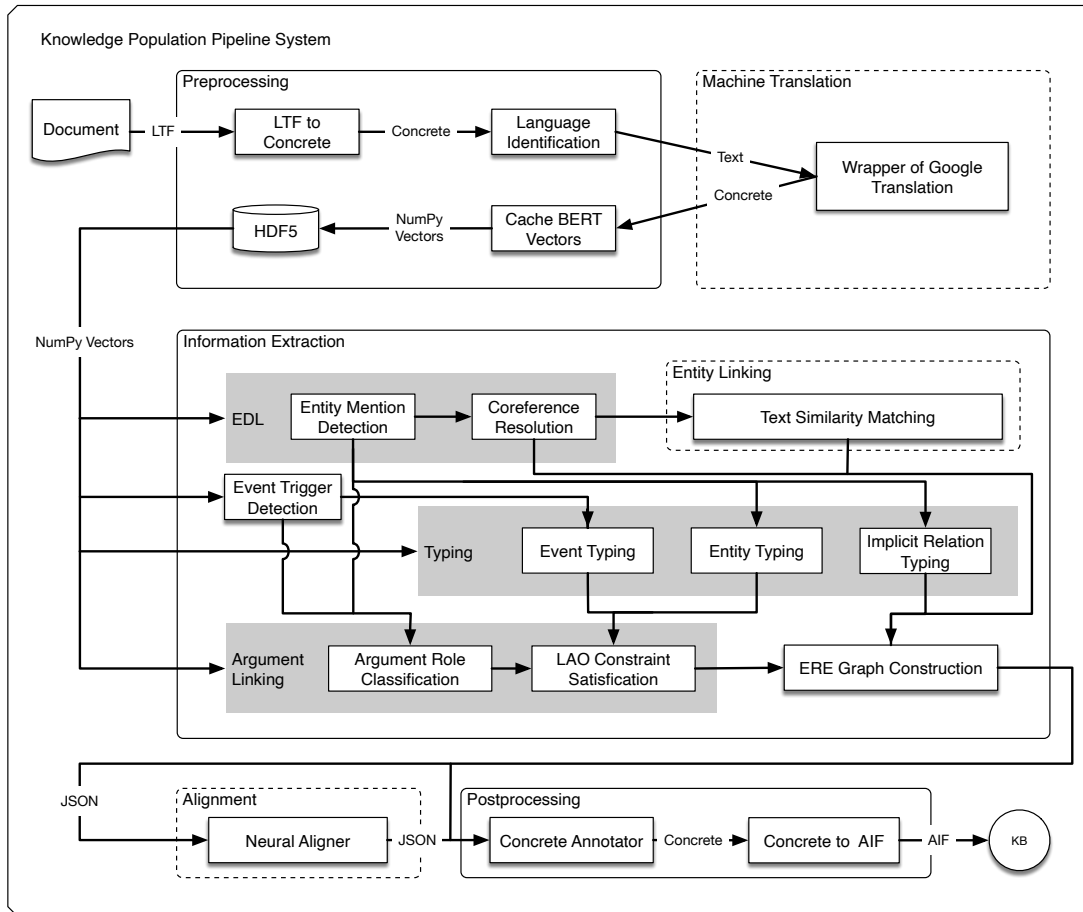 Knowledge Population Pipeline System
Preprocessing
Machine Translation
Document
LTF
LTF to
Concrete
Concrete
Language
Identification
Text
Wrapper of Google
Translation
Concrete
HDF5
NumPy
Vectors
Cache BERT
Vectors
NumPy Vectors
Information Extraction
Entity Linking
EDL
Entity Mention
Detection
Coreference
Resolution
Text Similarity Matching
Event Trigger
Detection
Typing
Event Typing
Entity Typing
Implicit Relation
Typing
Argument
Linking
Argument Role
Classification
LAO Constraint
Satisfication
ERE Graph Construction
JSON
Alignment
Neural Aligner
JSON
Postprocessing
Concrete Annotator
Concrete
Concrete to AIF
AIF
KB